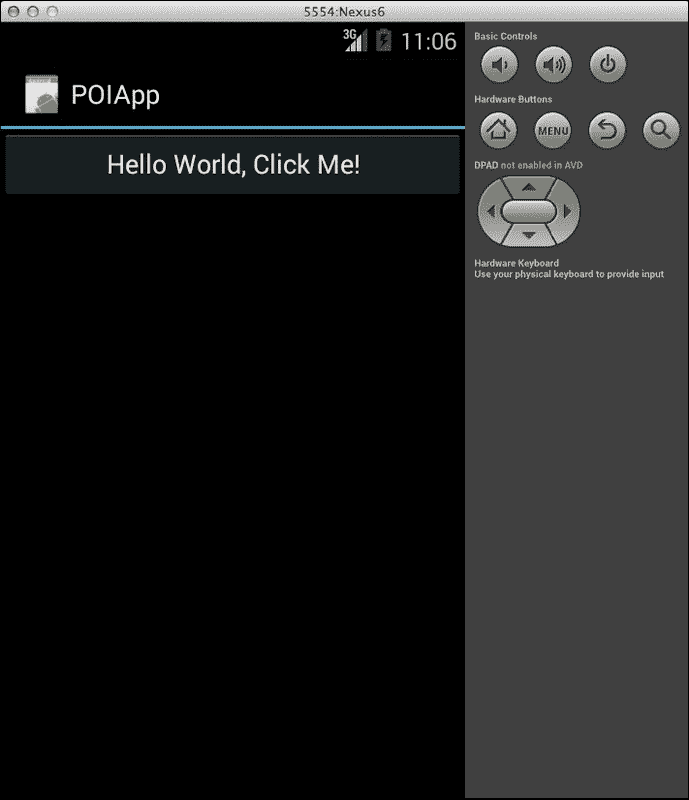 5554:Nexus6
3G 11:06
POIApp
Hello World, Click Me!
Basic Controls
Hardware Buttons
MENU
DPAD not enabled in AVD
Hardware Keyboard
Use your physical keyboard to provide input